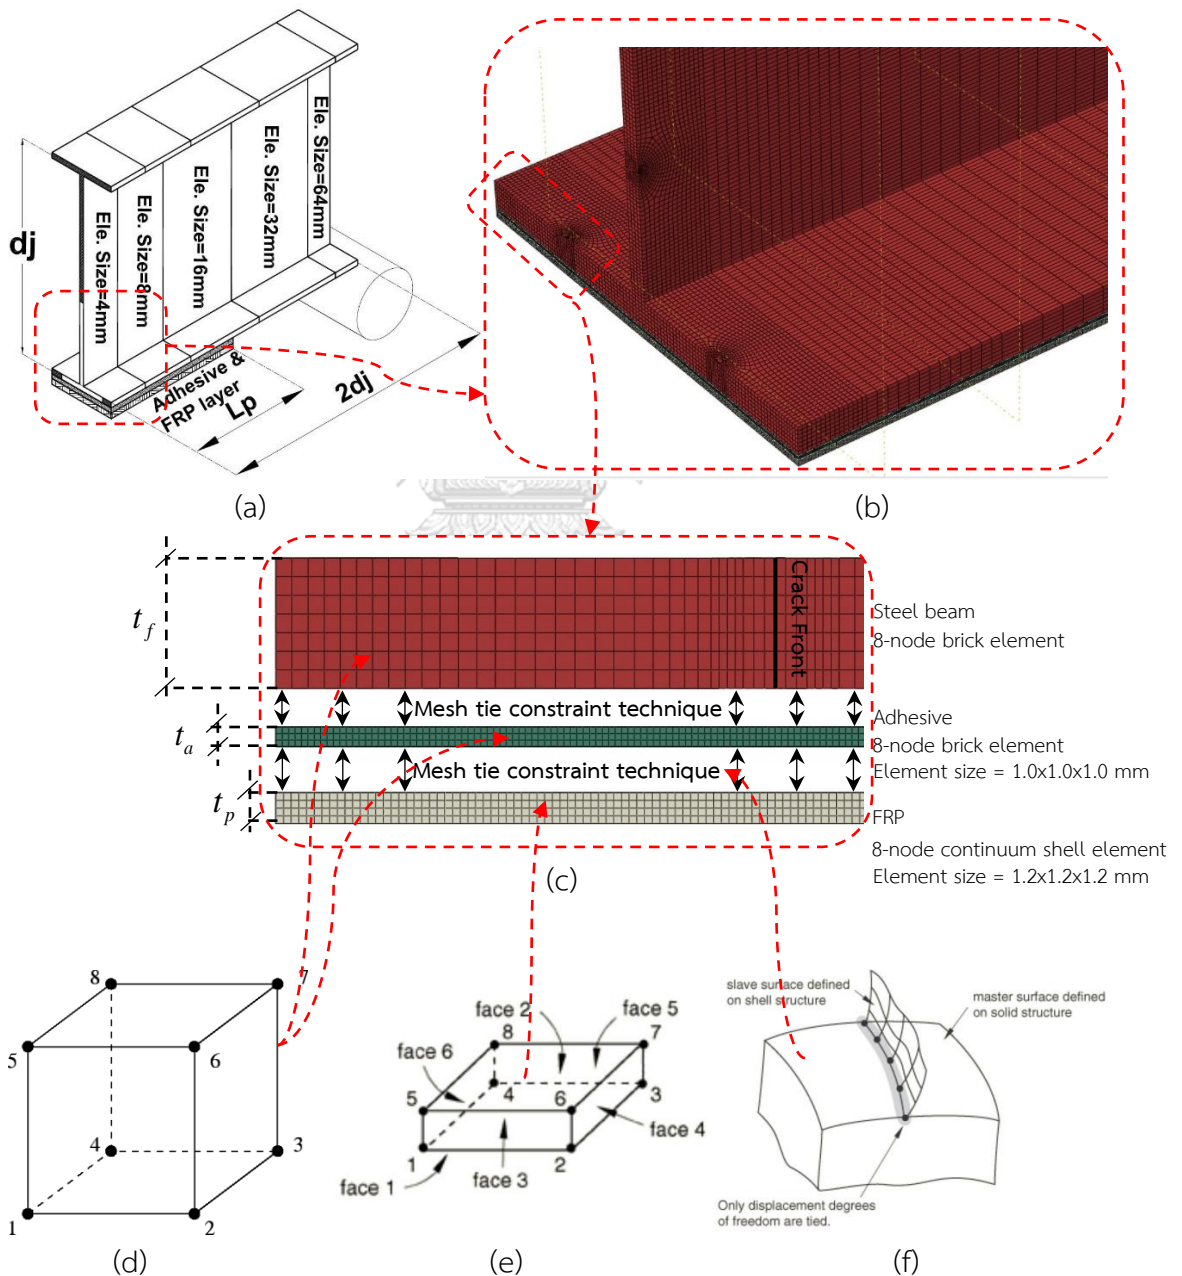 dj
Ele. Size=4mm
Ele. Size=8mm
Ele. Size=16mm
Ele. Size=32mm
Ele. Size=64mm
Adhesive &
FRP layer
Lp
2dj
(a)
(b)
t_f
Crack Front
Steel beam
8-node brick element
Mesh tie constraint technique
t_a
Adhesive
8-node brick element
Element size = 1.0x1.0x1.0 mm
Mesh tie constraint technique
t_p
FRP
8-node continuum shell element
Element size = 1.2x1.2x1.2 mm
(c)
8
7
5
6
4
3
1
2
(d)
face 2
face 5
8
7
face 6
5
4
6
3
face 4
1
2
face 3
face 1
(e)
slave surface defined
on shell structure
master surface defined
on solid structure
Only displacement degrees
of freedom are tied.
(f)